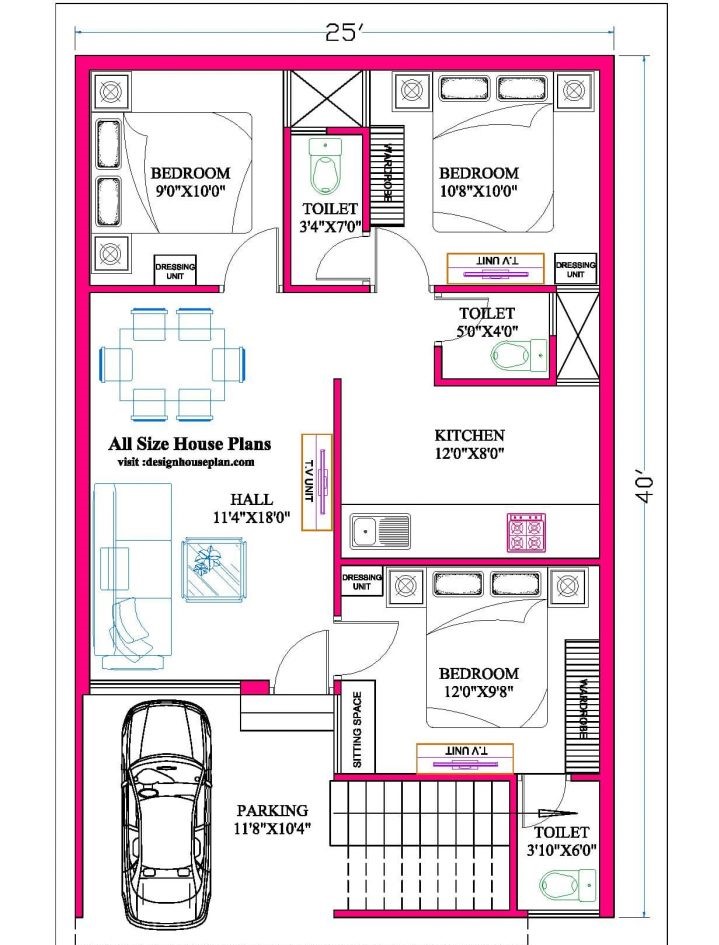 25'
BEDROOM
9'0"X10'0"
TOILET
3'4"X7'0"
WARDROBE
BEDROOM
10'8"X10'0"
DRESSING
UNIT
T.V UNIT
DRESSING
UNIT
TOILET
5'0"X4'0"
All Size House Plans
visit :designhouseplan.com
T.V UNIT
KITCHEN
12'0"X8'0"
40'
HALL
11'4"X18'0"
DRESSING
UNIT
BEDROOM
12'0"X9'8"
WARDROBE
SITTING SPACE
T.V UNIT
PARKING
11'8"X10'4"
TOILET
3'10"X6'0"